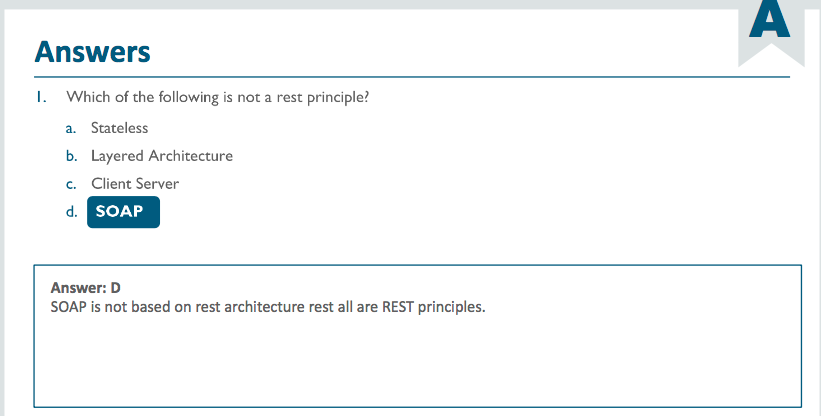 A
Answers
1. Which of the following is not a rest principle?
a. Stateless
b. Layered Architecture
c. Client Server
d. SOAP
Answer: D
SOAP is not based on rest architecture rest all are REST principles.